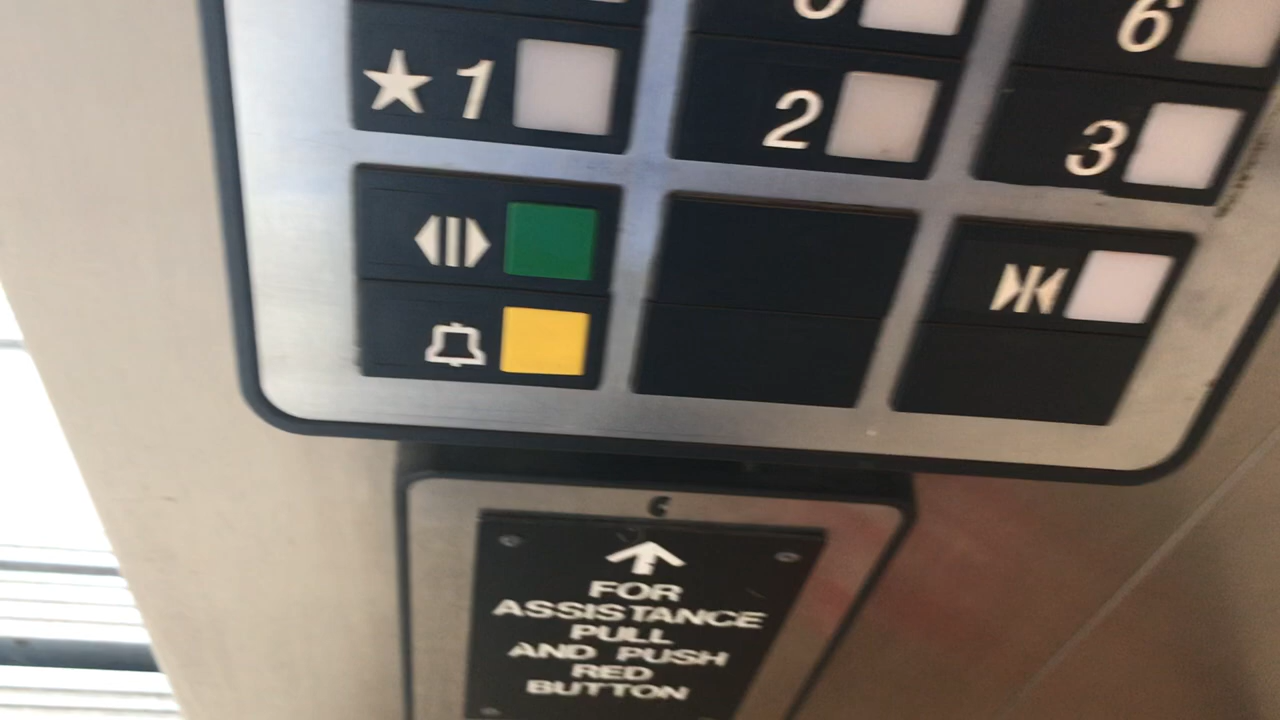 6
★1 2 3
FOR
ASSISTANCE
PULL
AND PUSH
RED
BUTTON